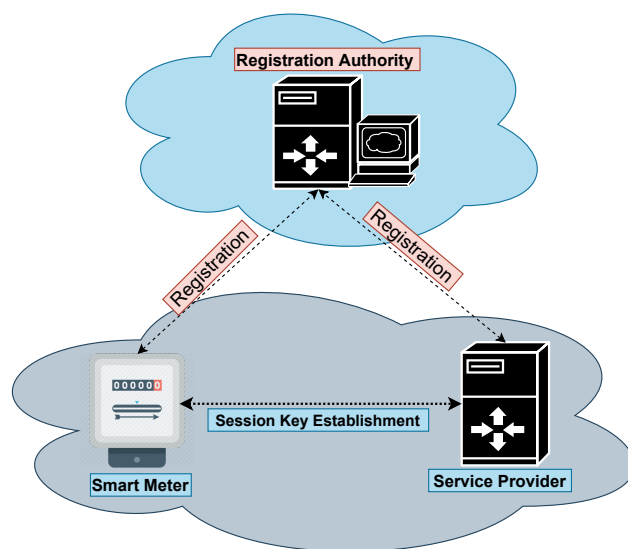 Registration Authority
Registration
Registration
000000
Session Key Establishment
Smart Meter
Service Provider